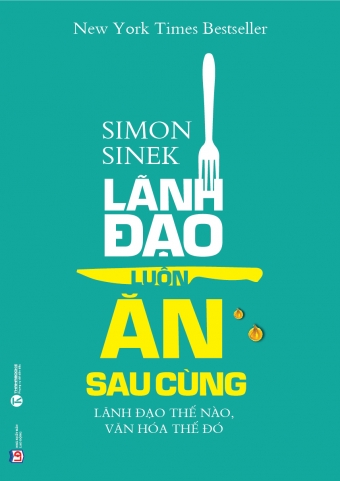 New York Times Bestseller
SIMON
SINEK
LÃNH
ĐẠO
LUÔN
ĂN
SAU CÙNG
LÃNH ĐẠO THẾ NÀO,
VĂN HÓA THẾ ĐÓ